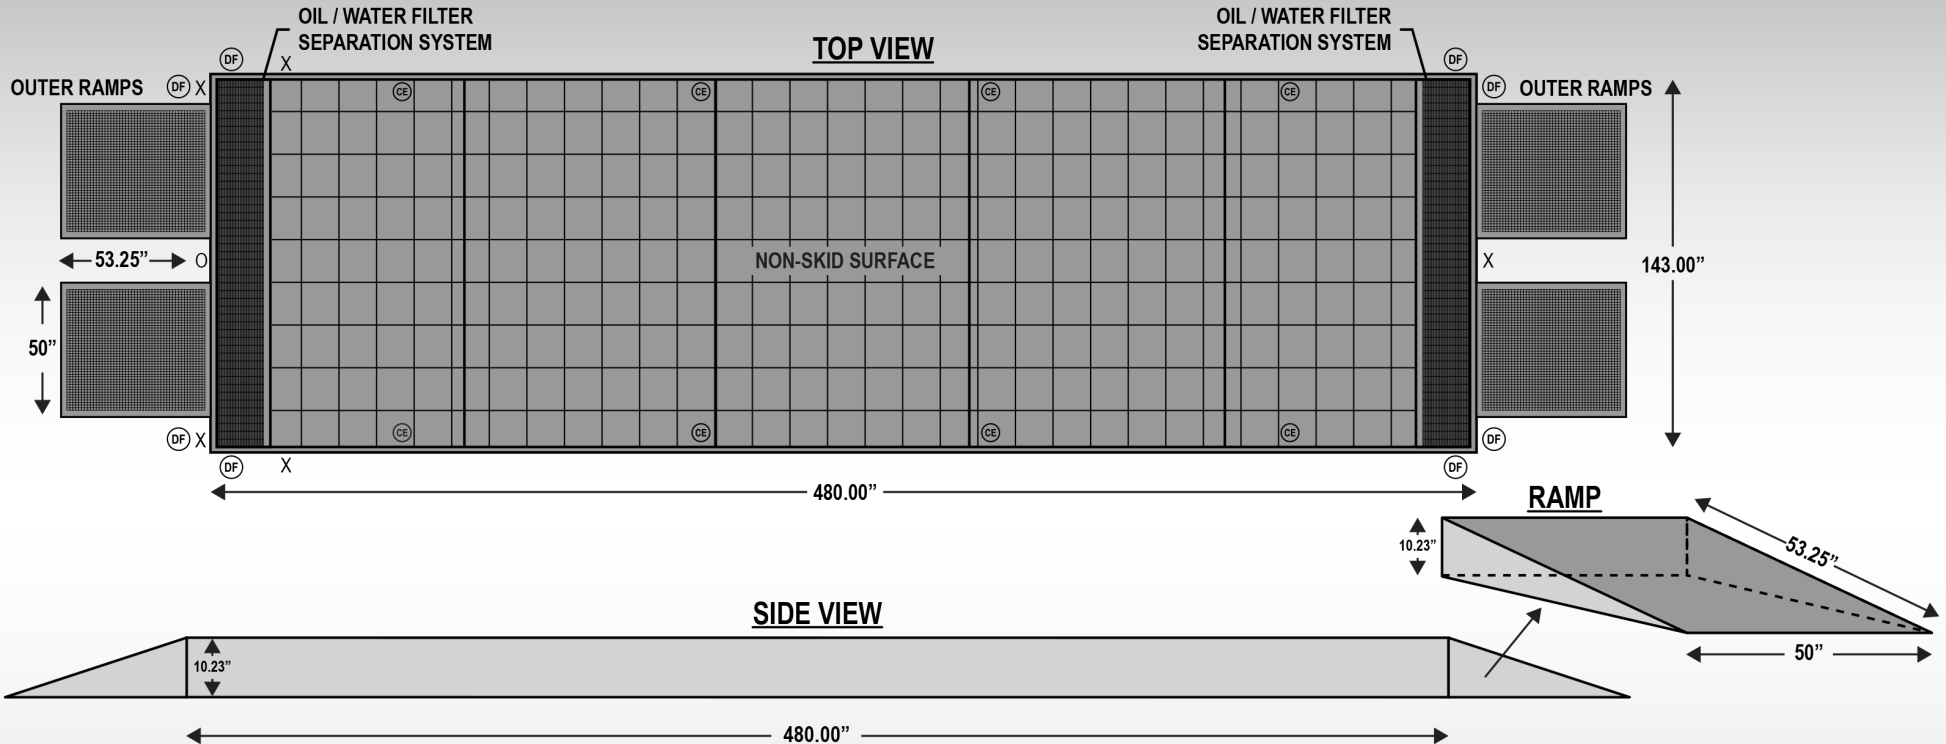 OIL / WATER FILTER
SEPARATION SYSTEM
TOP VIEW
OIL / WATER FILTER
SEPARATION SYSTEM
DF
X
DF
OUTER RAMPS
DF X
DF
OUTER RAMPS
CE
CE
CE
CE
53.25”
O
NON-SKID SURFACE
X
143.00”
50”
CE
CE
CE
CE
DF X
DF
DF
X
DF
480.00”
RAMP
10.23”
53.25”
50”
SIDE VIEW
10.23”
480.00”